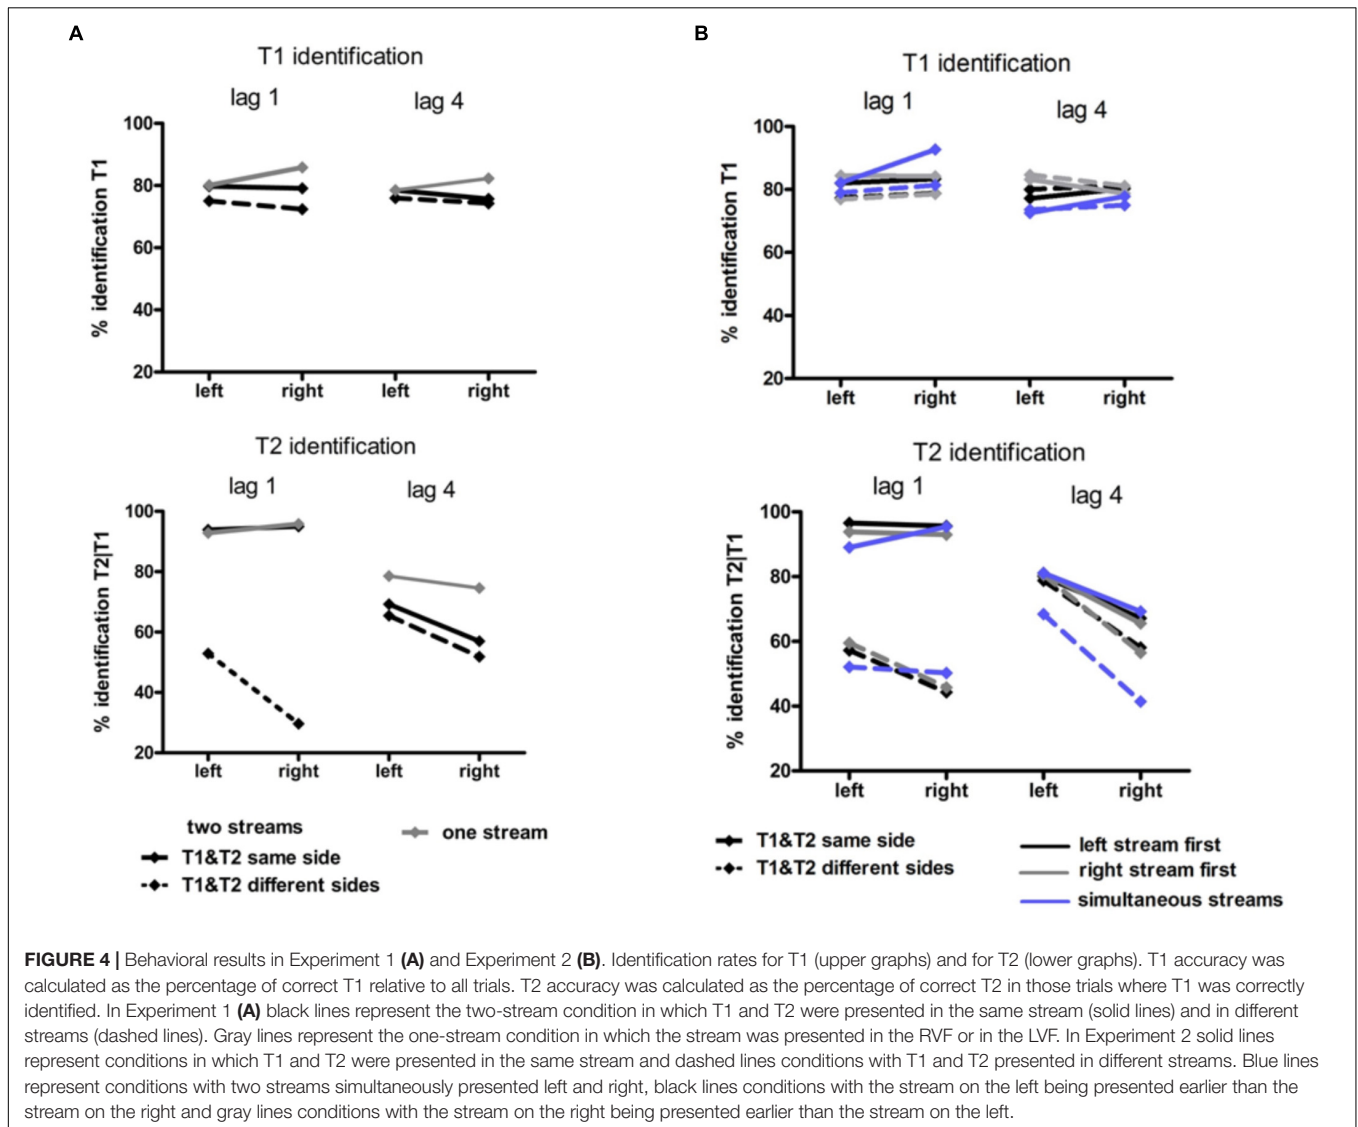 A
T1 identification
lag 1
lag 4
% identification T1
100
80
60
40
20
left
right
left
right
T2 identification
lag 1
lag 4
% identification T2|T1
100
80
60
40
20
left
right
left
right
two streams
T1&T2 same side
T1&T2 different sides
one stream
B
T1 identification
lag 1
lag 4
% identification T1
100
80
60
40
20
left
right
left
right
T2 identification
lag 1
lag 4
% identification T2|T1
100
80
60
40
20
left
right
left
right
T1&T2 same side
T1&T2 different sides
left stream first
right stream first
simultaneous streams
FIGURE 4 | Behavioral results in Experiment 1 (A) and Experiment 2 (B). Identification rates for T1 (upper graphs) and for T2 (lower graphs). T1 accuracy was
calculated as the percentage of correct T1 relative to all trials. T2 accuracy was calculated as the percentage of correct T2 in those trials where T1 was correctly
identified. In Experiment 1 (A) black lines represent the two-stream condition in which T1 and T2 were presented in the same stream (solid lines) and in different
streams (dashed lines). Gray lines represent the one-stream condition in which the stream was presented in the RVF or in the LVF. In Experiment 2 solid lines
represent conditions in which T1 and T2 were presented in the same stream and dashed lines conditions with T1 and T2 presented in different streams. Blue lines
represent conditions with two streams simultaneously presented left and right, black lines conditions with the stream on the left being presented earlier than the
stream on the right and gray lines conditions with the stream on the right being presented earlier than the stream on the left.